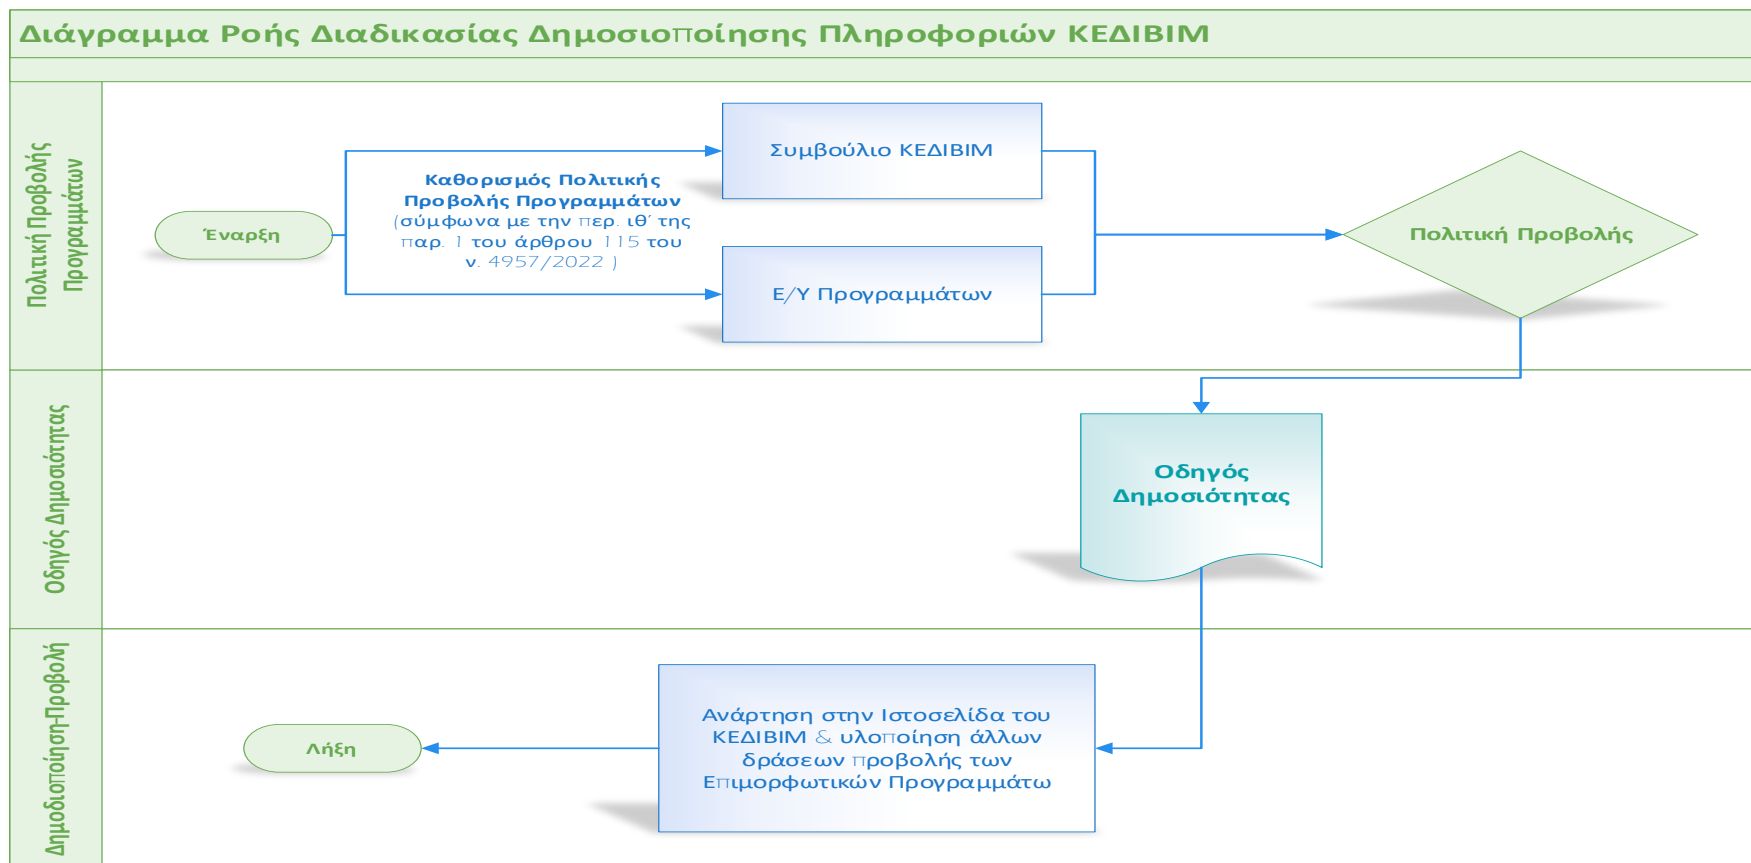 Διάγραμμα Ροής Διαδικασίας Δημοσιοποίησης Πληροφοριών ΚΕΔΙΒΙΜ
Πολιτική Προβολής
Προγραμμάτων
Έναρξη
Καθορισμός Πολιτικής
Προβολής Προγραμμάτων
(σύμφωνα με την περ. ιθ΄ της
παρ. 1 του άρθρου 115 του
ν. 4957/2022 )
Συμβούλιο ΚΕΔΙΒΙΜ
Ε/Υ Προγραμμάτων
Πολιτική Προβολής
Οδηγός Δημοσιότητας
Οδηγός
Δημοσιότητας
Δημοδιοποίηση-Προβολή
Ανάρτηση στην Ιστοσελίδα του
ΚΕΔΙΒΙΜ & υλοποίηση άλλων
δράσεων προβολής των
Επιμορφωτικών Προγραμμάτω
Λήξη